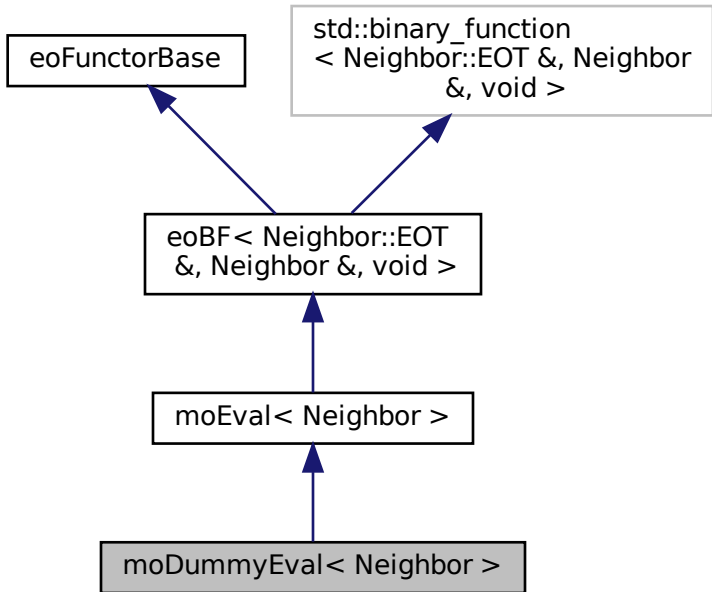 eoFunctorBase
std::binary_function
< Neighbor::EOT &, Neighbor
&, void >
eoBF< Neighbor::EOT
&, Neighbor &, void >
moEval< Neighbor >
moDummyEval< Neighbor >